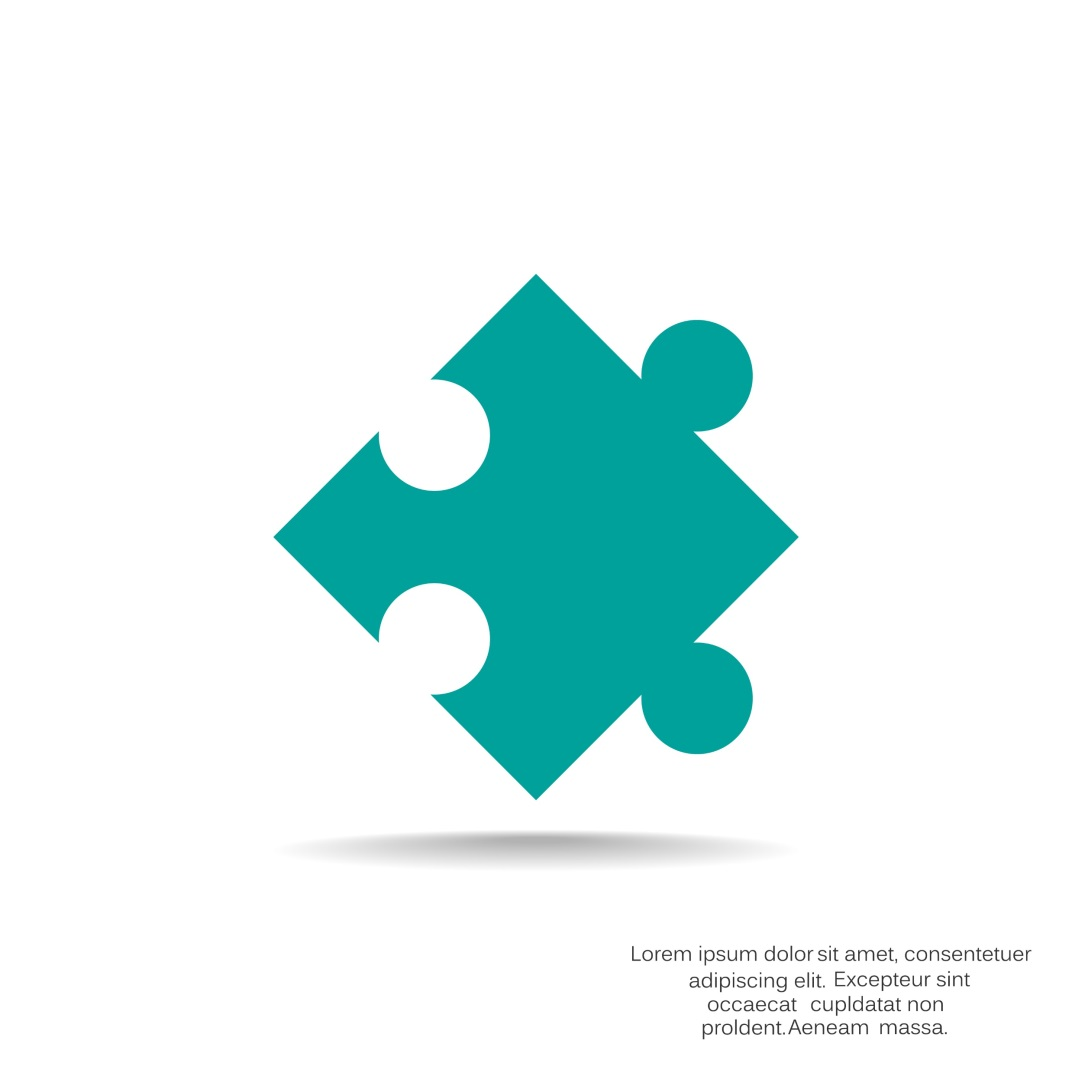 Lorem ipsum dolor sit amet, consentetuer
adipiscing elit. Excepteur sint
occaecat cupldatat non
proldent. Aeneam massa.